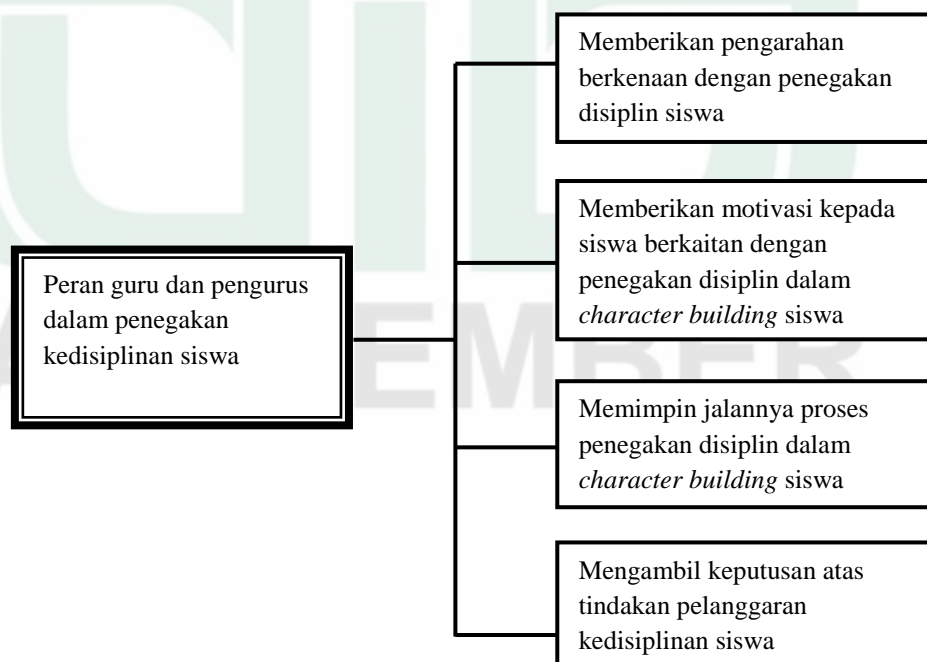 Peran guru dan pengurus
dalam penegakan
kedisiplinan siswa
Memberikan pengarahan
berkenaan dengan penegakan
disiplin siswa
Memberikan motivasi kepada
siswa berkaitan dengan
penegakan disiplin dalam
character building siswa
Memimpin jalannya proses
penegakan disiplin dalam
character building siswa
Mengambil keputusan atas
tindakan pelanggaran
kedisiplinan siswa